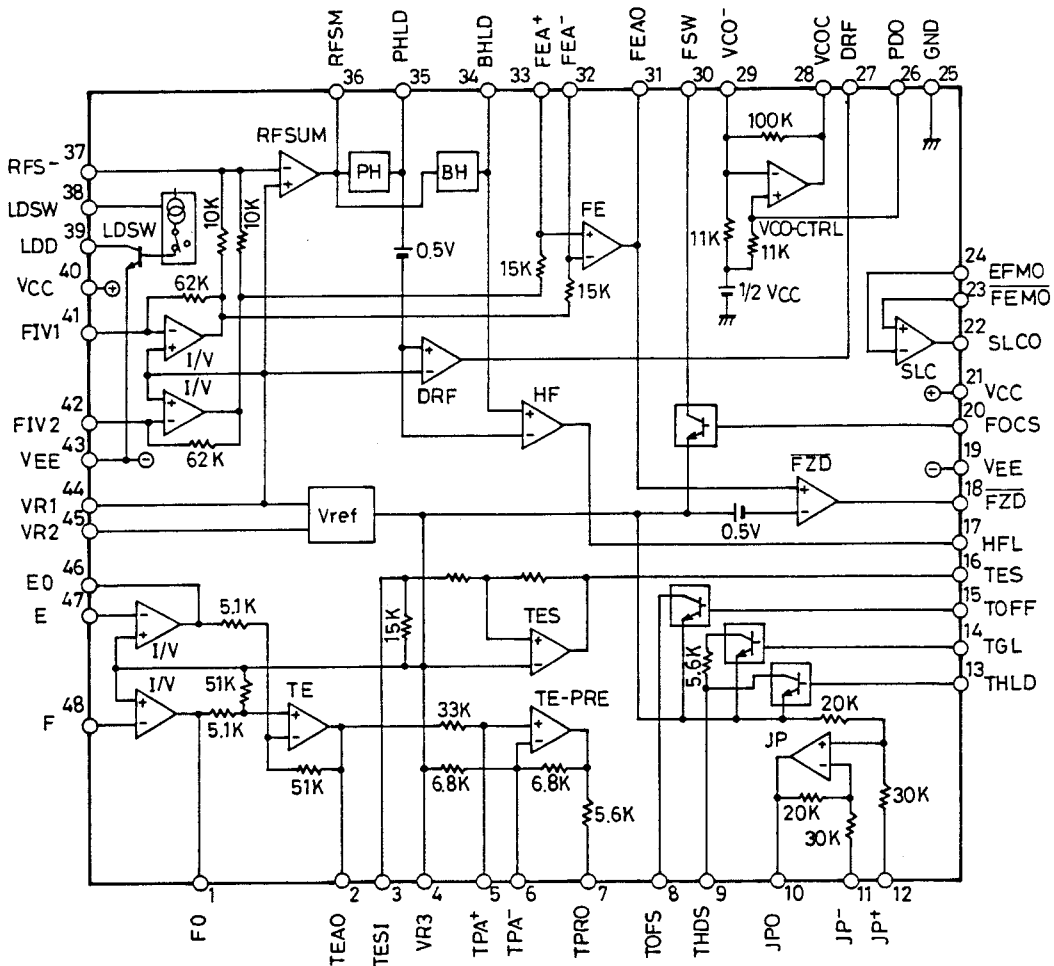 RFSM PHLD BHLD FEA+ FEA- FEAO FSW VCO- VCOC DRF PDO GND
36 35 34 33 32 31 30 29 28 27 26 25
RFS- 37
LDSW 38
LDD 39
VCC 40
FIV1 41
FIV2 42
VEE 43
VR1 44
VR2 45
EO 46
E 47
F 48
RFSUM
PH
BH
LDSW
10K
10K
0.5V
FE
15K
15K
100K
VCO-CTRL
11K
11K
1/2 VCC
62K
I/V
I/V
62K
DRF
HF
SLC
FZD
0.5V
Vref
24 EFMO
23 FEMO
22 SLCO
21 VCC
20 FOCS
19 VEE
18 FZD
17 HFL
16 TES
15 TOFF
14 TGL
13 THLD
I/V
5.1K
15K
TES
I/V
51K
5.1K
TE
51K
33K
TE-PRE
6.8K
6.8K
5.6K
5.6K
20K
JP
20K
30K
30K
1 2 3 4 5 6 7 8 9 10 11 12
FO TEAO TESI VR3 TPA+ TPA- TPRO TOFS THDS JPO JP- JP+